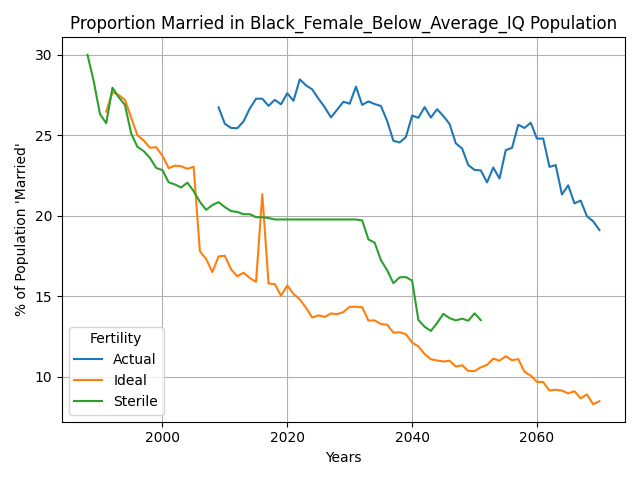 Proportion Married in Black_Female_Below_Average_IQ Population
% of Population 'Married'
30
25
20
15
10
Fertility
Actual
Ideal
Sterile
2000
2020
2040
2060
Years